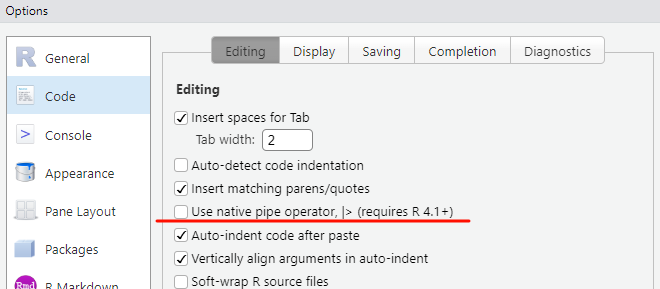 Options
General
Code
Console
Appearance
Pane Layout
Packages
R Markdown
Editing Display Saving Completion Diagnostics
Editing
Insert spaces for Tab
Tab width: 2
Auto-detect code indentation
Insert matching parens/quotes
Use native pipe operator, |> (requires R 4.1+)
Auto-indent code after paste
Vertically align arguments in auto-indent
Soft-wrap R source files